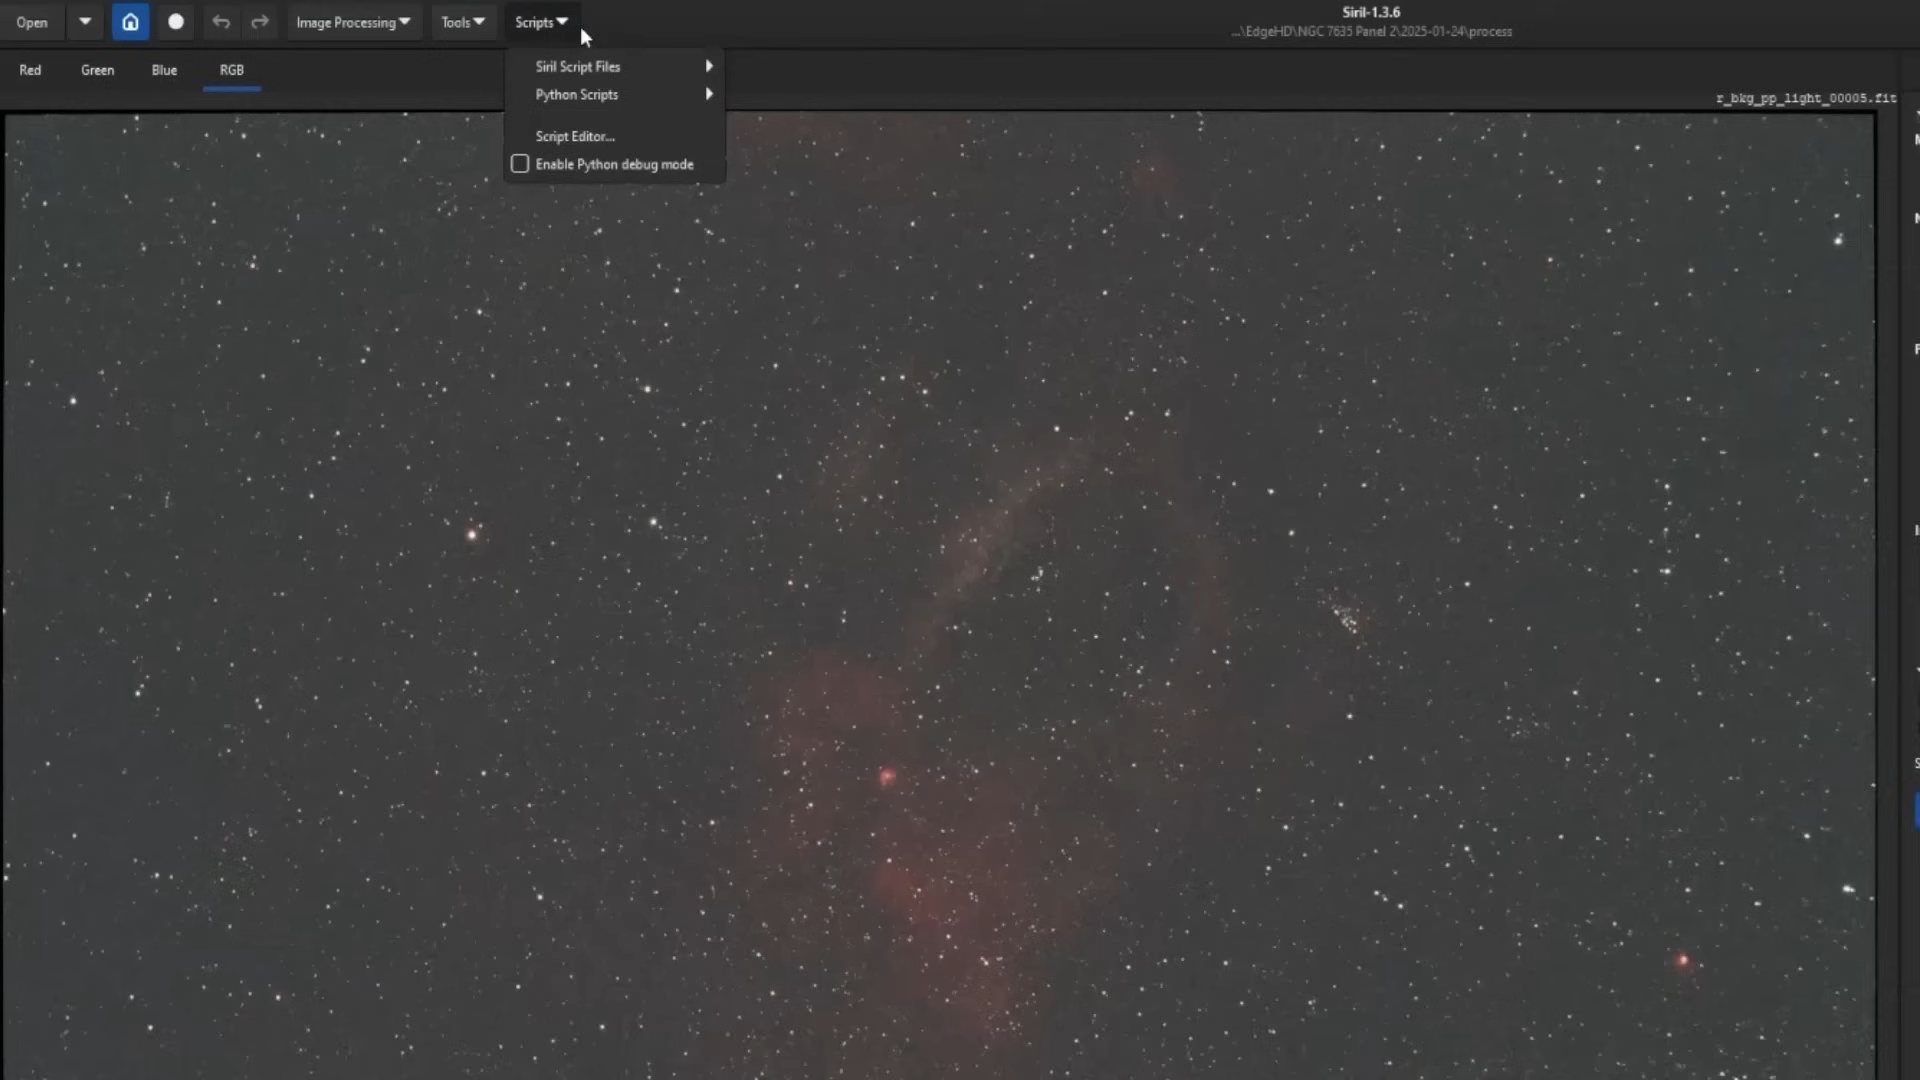 Open Image Processing Tools Scripts
Siril-1.3.6
...\EdgeHD\NGC 7635 Panel 2\2025-01-24\process
Red Green Blue RGB
Siril Script Files
Python Scripts
Script Editor...
Enable Python debug mode
r_bkg_pp_light_00005.fit